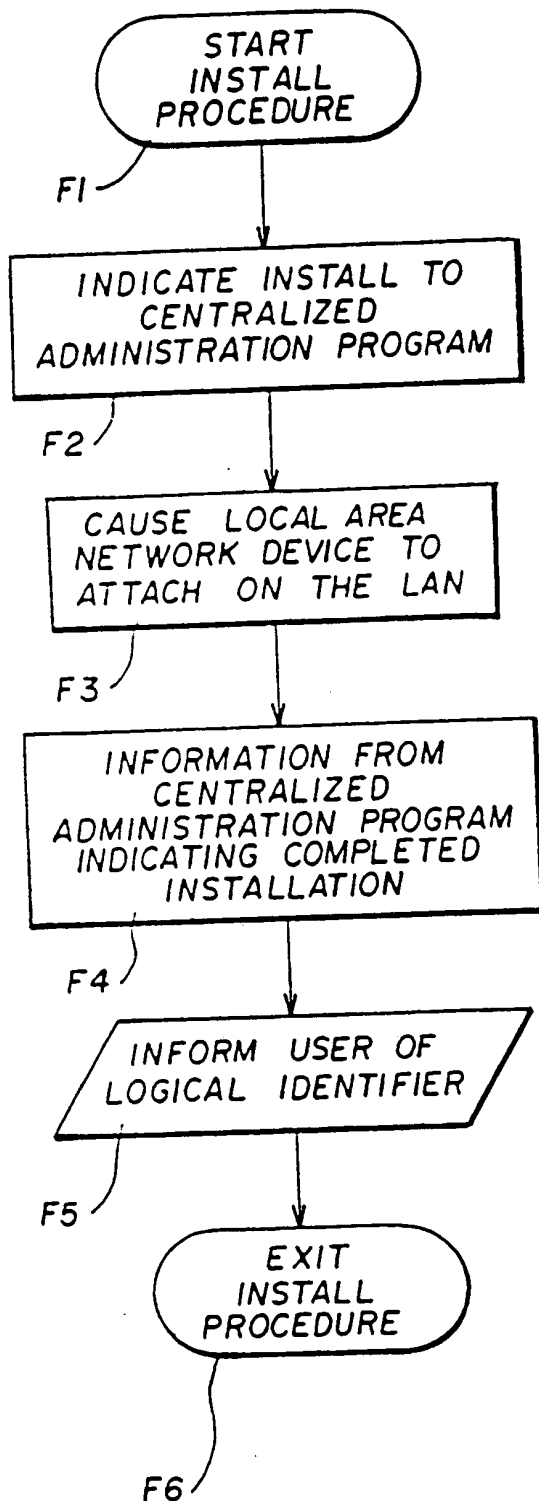 START
INSTALL
PROCEDURE
F1
INDICATE INSTALL TO
CENTRALIZED
ADMINISTRATION PROGRAM
F2
CAUSE LOCAL AREA
NETWORK DEVICE TO
ATTACH ON THE LAN
F3
INFORMATION FROM
CENTRALIZED
ADMINISTRATION PROGRAM
INDICATING COMPLETED
INSTALLATION
F4
INFORM USER OF
LOGICAL IDENTIFIER
F5
EXIT
INSTALL
PROCEDURE
F6